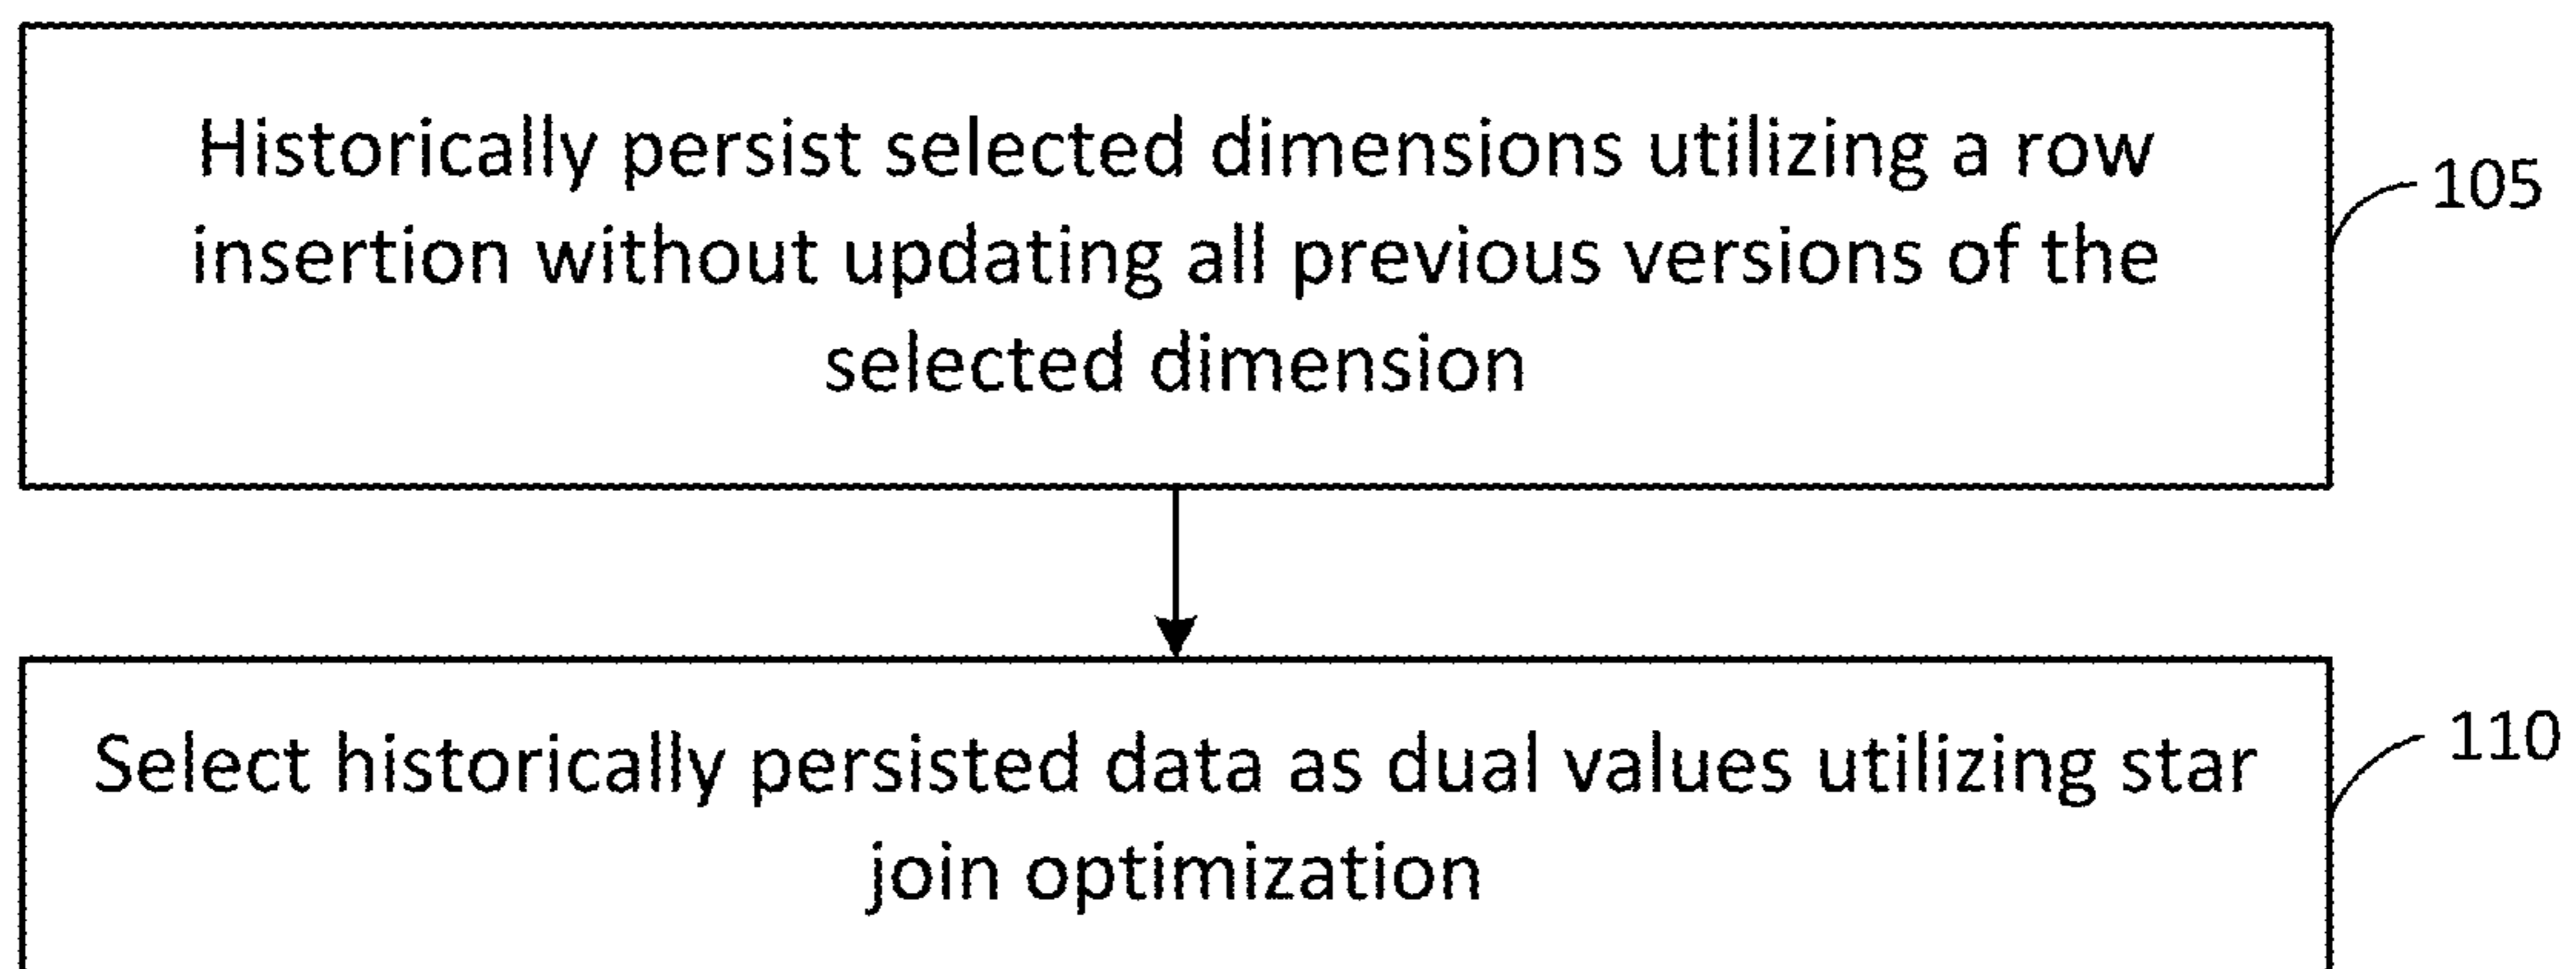 Historically persist selected dimensions utilizing a row
insertion without updating all previous versions of the
selected dimension
105
Select historically persisted data as dual values utilizing star
join optimization
110